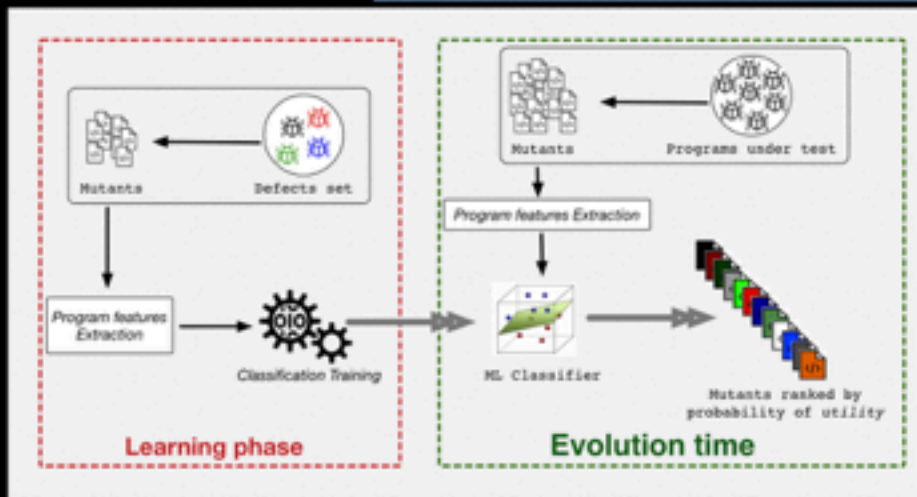 Mutants
Defects set
Program features
Extraction
Classification Training
Learning phase
Mutants
Programs under test
Program features Extraction
ML Classifier
Mutants ranked by
probability of utility
Evolution time